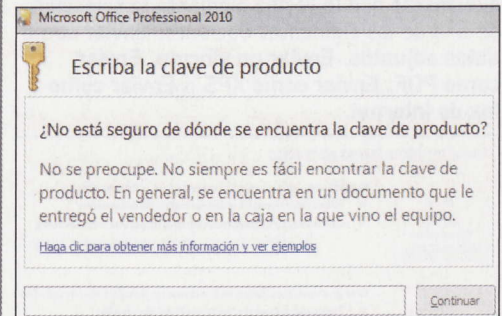 Microsoft Office Professional 2010
Escriba la clave de producto
¿No está seguro de dónde se encuentra la clave de producto?
No se preocupe. No siempre es fácil encontrar la clave de
producto. En general, se encuentra en un documento que le
entregó el vendedor o en la caja en la que vino el equipo.
Haga clic para obtener más información y ver ejemplos
Continuar